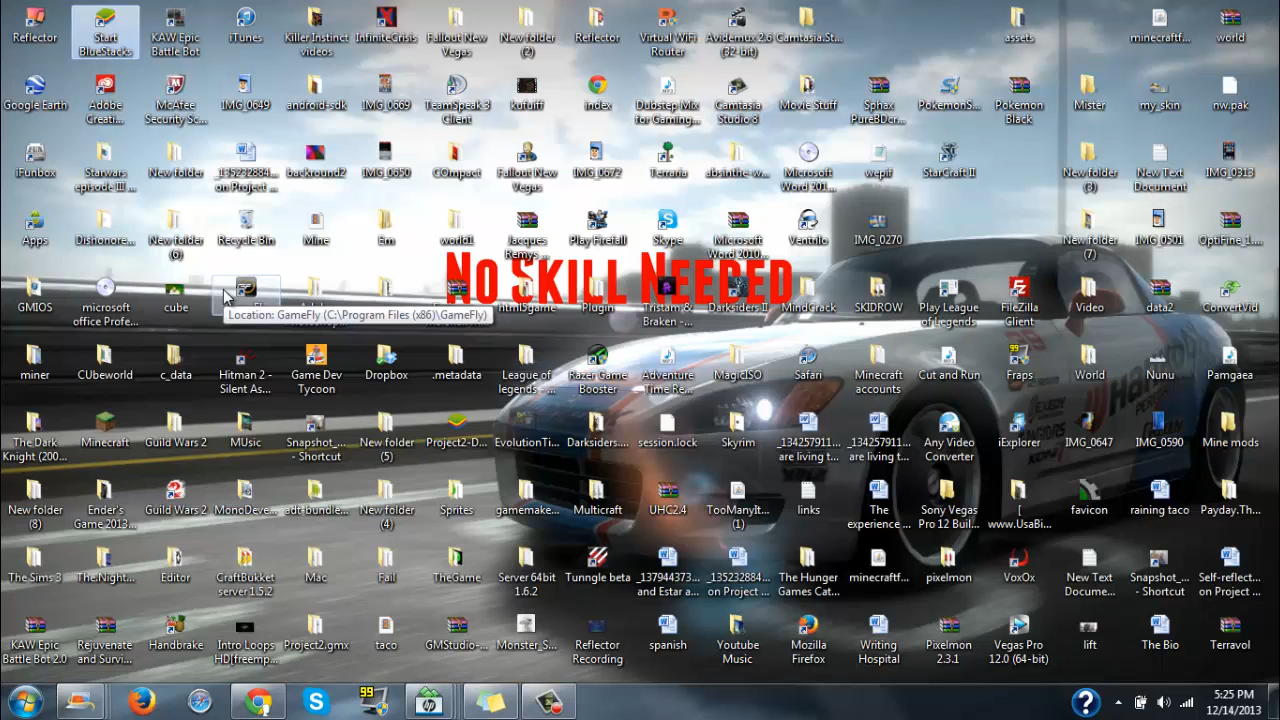 Reflector
Start
BlueStacks
KAW Epic
Battle Bot
iTunes
Killer Instinct
videos
InfiniteCrisis
Fallout New
Vegas
New folder
(2)
Reflector
Virtual WiFi
Router
Avidemux 2.6
(32-bit)
Camtasia.St...
assets
minecraftf...
world
Google Earth
Adobe
Creati...
McAfee
Security Sc...
IMG_0649
android-sdk
IMG_0669
TeamSpeak 3
Client
kufuiff
index
Dubstep Mix
for Gaming...
Camtasia
Studio 8
Movie Stuff
Sphax
PureBDcr...
PokemonS...
Pokemon
Black
Mister
my_skin
nw.pak
iFunbox
Starwars
episode III ...
New folder
_135232884...
on Project ...
backround2
IMG_0650
COmpact
Fallout New
Vegas
IMG_0672
Terraria
absinthe-w...
Microsoft
Word 201...
wepif
StarCraft II
New folder
(3)
New Text
Document
IMG_0313
Apps
Dishonore...
New folder
(6)
Recycle Bin
Mine
Em
world1
Jacques
Remys ...
Play Firefall
Skype
Microsoft
Word 2010...
Ventrilo
IMG_0270
New folder
(7)
IMG_0501
OptiFine_1....
No Skill Needed
GMIOS
microsoft
office Profe...
cube
Location: GameFly (C:\Program Files (x86)\GameFly)
html5game
Plugin
Tristam &
Braken -...
Darksiders II
MindCrack
SKIDROW
Play League
of Legends
FileZilla
Client
Video
data2
ConvertVid
miner
CUbeworld
c_data
Hitman 2 -
Silent As...
Game Dev
Tycoon
Dropbox
.metadata
League of
legends -...
Razer Game
Booster
Adventure
Time Re...
MagicISO
Safari
Minecraft
accounts
Cut and Run
99
Fraps
World
Nunu
Pamgaea
The Dark
Knight (200...
Minecraft
Guild Wars 2
MUsic
Snapshot_...
- Shortcut
New folder
(5)
Project2-D...
EvolutionTi...
Darksiders....
session.lock
Skyrim
_134257911...
are living t...
_134257911...
are living t...
Any Video
Converter
iExplorer
IMG_0647
IMG_0590
Mine mods
New folder
(8)
Ender's
Game 2013...
Guild Wars 2
MonoDeve...
adt-bundle...
New folder
(4)
Sprites
gamemake...
Multicraft
UHC2.4
TooManyIt...
(1)
links
The
experience ...
Sony Vegas
Pro 12 Buil...
[
www.UsaBi...
favicon
raining taco
Payday.Th...
The Sims 3
The.Night...
Editor
CraftBukket
server 1.5.2
Mac
Fail
TheGame
Server 64bit
1.6.2
Tunngle beta
_137944373...
and Estar a...
_135232884...
on Project ...
The Hunger
Games Cat...
minecraftf...
pixelmon
VoxOx
New Text
Docume...
Snapshot_...
- Shortcut
Self-reflect...
on Project ...
KAW Epic
Battle Bot 2.0
Rejuvenate
and Survi...
Handbrake
Intro Loops
HD[freemp...
Project2.gmx
taco
GMStudio-...
Monster_S...
Reflector
Recording
spanish
Youtube
Music
Mozilla
Firefox
Writing
Hospital
Pixelmon
2.3.1
Vegas Pro
12.0 (64-bit)
lift
The Bio
Terravol
99
5:25 PM
12/14/2013